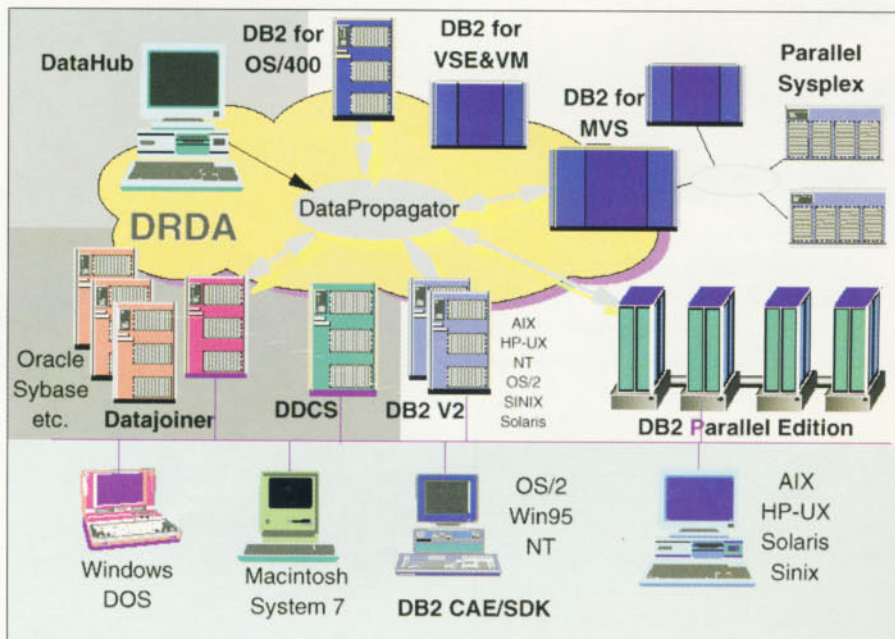 DataHub
DB2 for
OS/400
DB2 for
VSE&VM
DB2 for
MVS
Parallel
Sysplex
DRDA
DataPropagator
Oracle
Sybase
etc.
Datajoiner
DDCS
DB2 V2
AIX
HP-UX
NT
OS/2
SINIX
Solaris
DB2 Parallel Edition
Windows
DOS
Macintosh
System 7
DB2 CAE/SDK
OS/2
Win95
NT
AIX
HP-UX
Solaris
Sinix